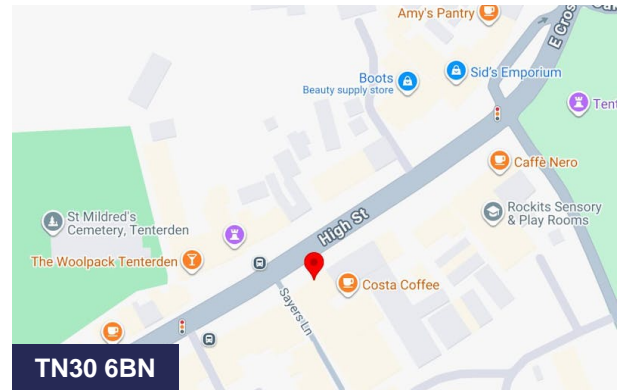 Amy's Pantry
E Cros
Boots
Beauty supply store
Sid's Emporium
Tent
Caffè Nero
St Mildred's
Cemetery, Tenterden
High St
Rockits Sensory
& Play Rooms
The Woolpack Tenterden
Costa Coffee
Sayers Ln
TN30 6BN